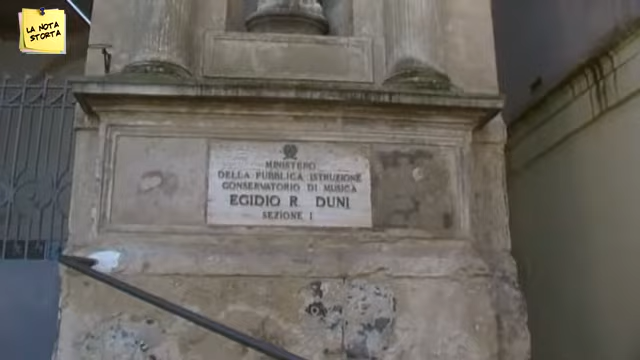 LA NOTA
STORTA
MINISTERO
DELLA PUBBLICA ISTRUZIONE
CONSERVATORIO DI MUSICA
EGIDIO R. DUNI
SEZIONE I